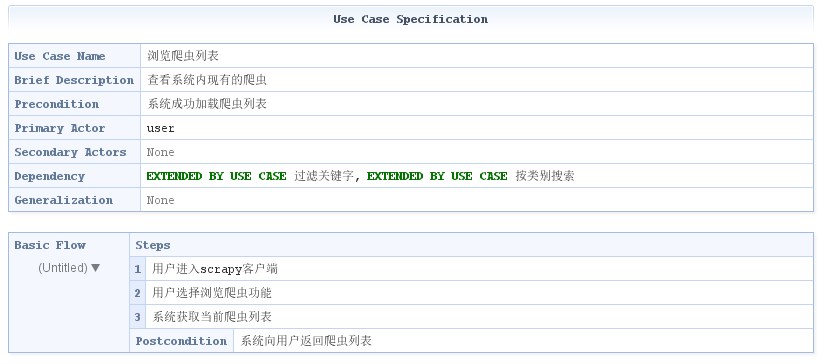 Use Case Specification
Use Case Name 浏览爬虫列表
Brief Description 查看系统内现有的爬虫
Precondition 系统成功加载爬虫列表
Primary Actor user
Secondary Actors None
Dependency EXTENDED BY USE CASE 过滤关键字, EXTENDED BY USE CASE 按类别搜索
Generalization None
Basic Flow Steps
(Untitled) ▼ 1 用户进入scrapy客户端
2 用户选择浏览爬虫功能
3 系统获取当前爬虫列表
Postcondition 系统向用户返回爬虫列表